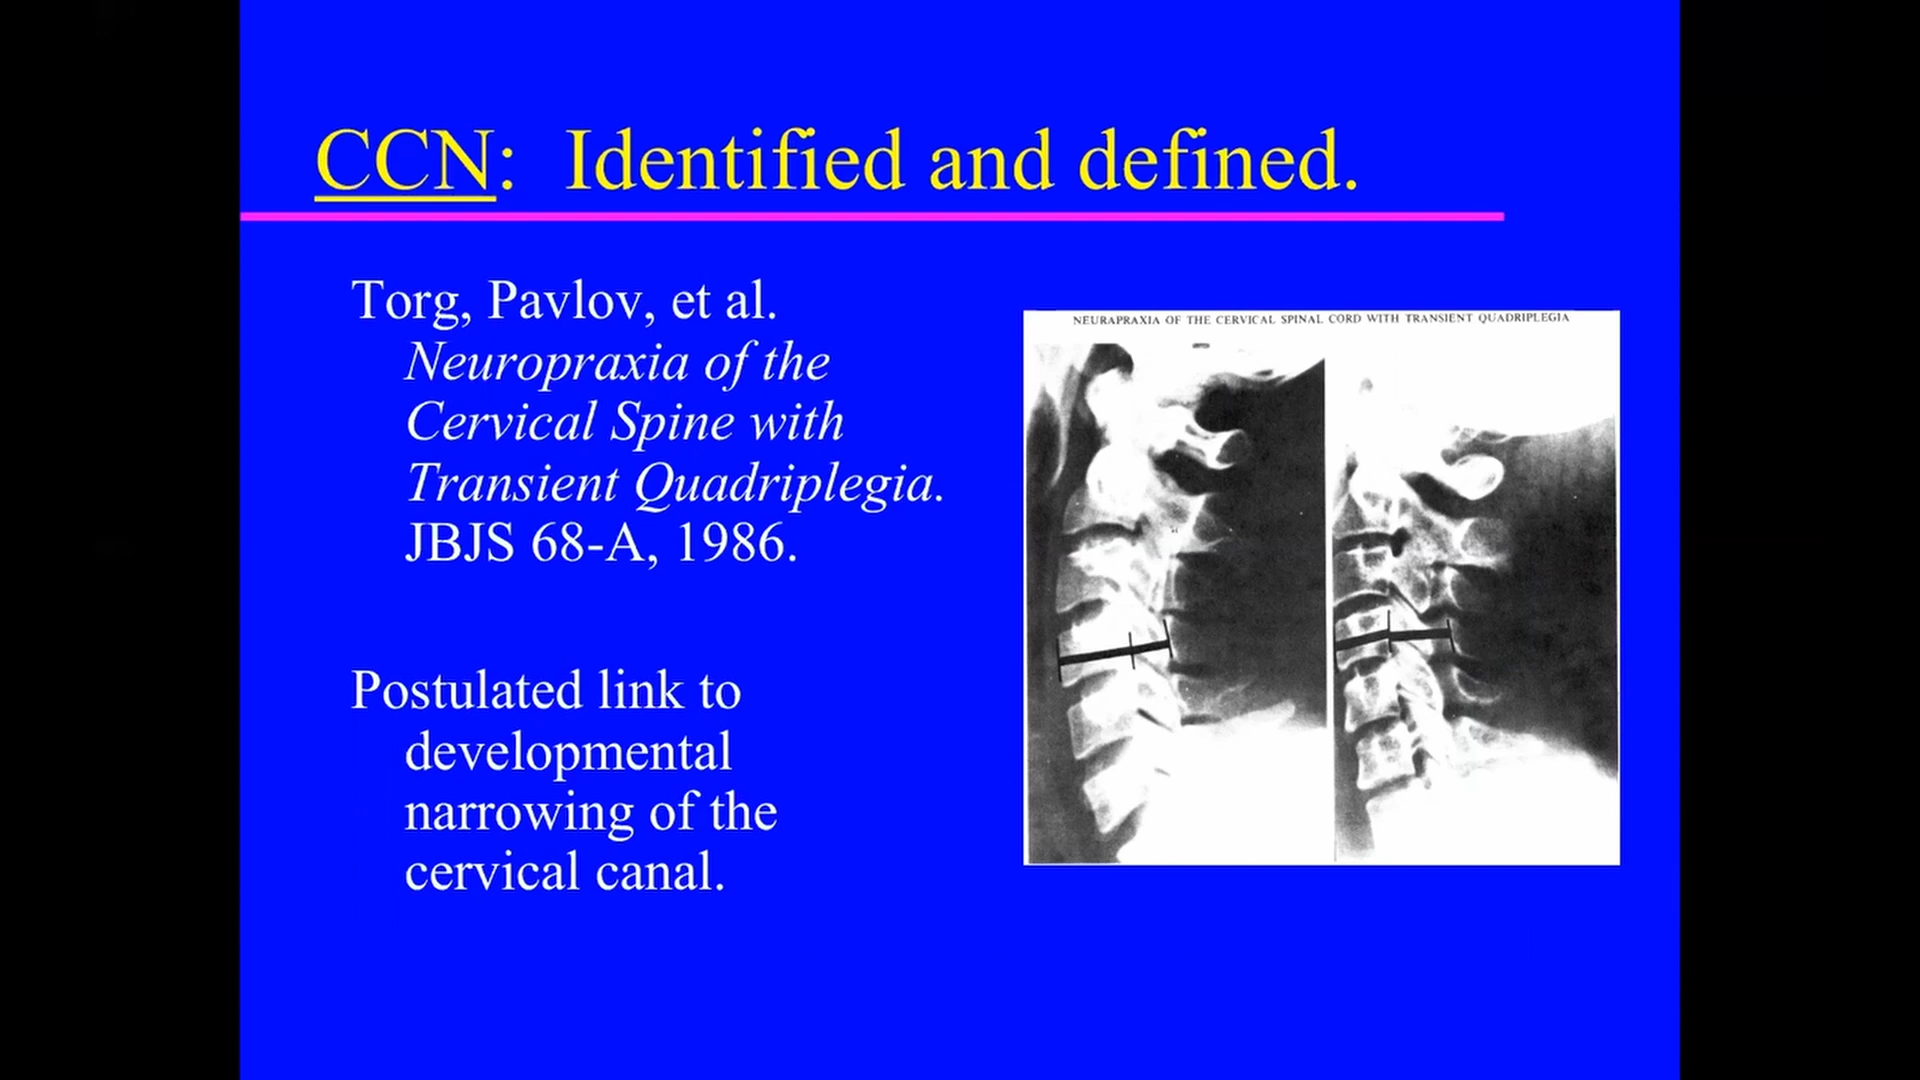 CCN: Identified and defined.
Torg, Pavlov, et al.
Neuropraxia of the
Cervical Spine with
Transient Quadriplegia.
JBJS 68-A, 1986.
Postulated link to
developmental
narrowing of the
cervical canal.
NEURAPRAXIA OF THE CERVICAL SPINAL CORD WITH TRANSIENT QUADRIPLEGIA